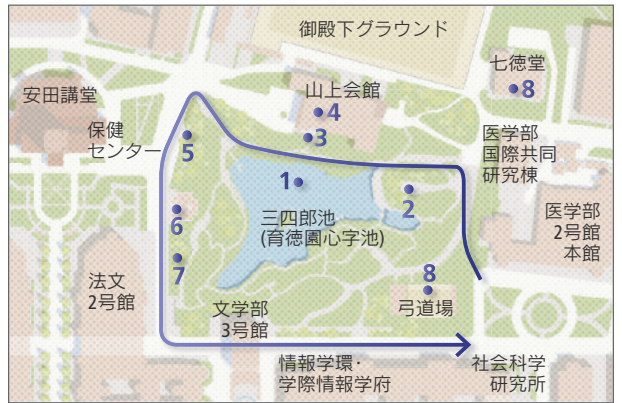 御殿下グラウンド
七徳堂
8
安田講堂
山上会館
4
3
保健
センター
5
医学部
国際共同
研究棟
1
2
三四郎池
(育徳園心字池)
6
医学部
2号館
本館
7
法文
2号館
8
弓道場
文学部
3号館
情報学環・
学際情報学府
社会科学
研究所